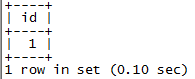 +----+
| id |
+----+
| 1 |
+----+
1 row in set (0.10 sec)